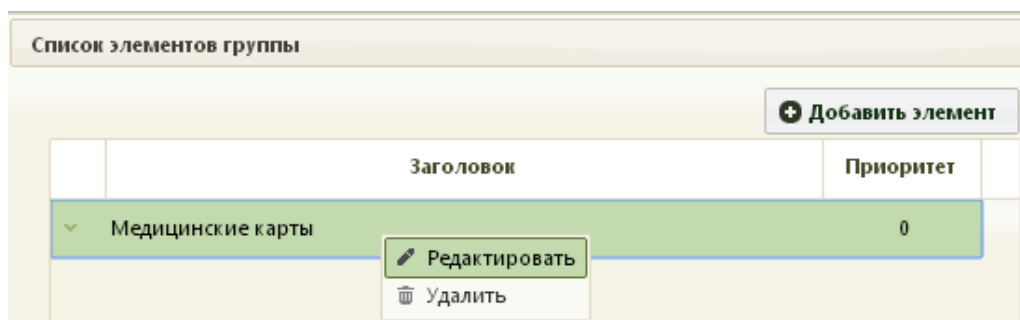 Список элементов группы
Добавить элемент
Заголовок Приоритет
Медицинские карты 0
Редактировать
Удалить